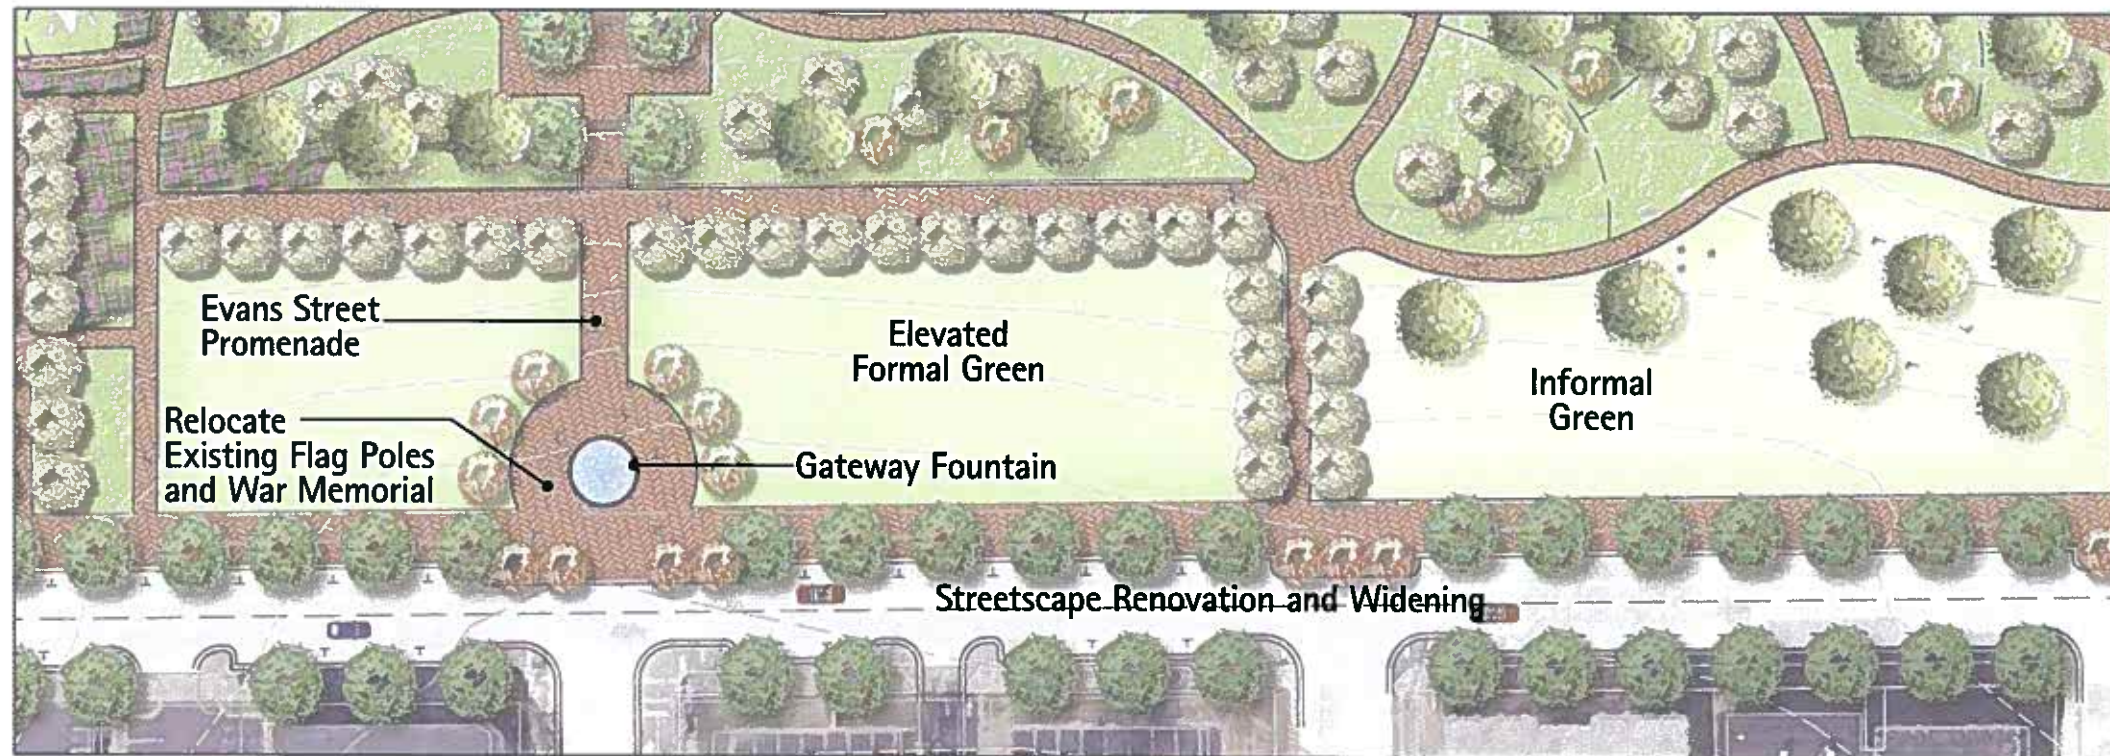 Evans Street
Promenade
Elevated
Formal Green
Informal
Green
Relocate
Existing Flag Poles
and War Memorial
Gateway Fountain
Streetscape Renovation and Widening